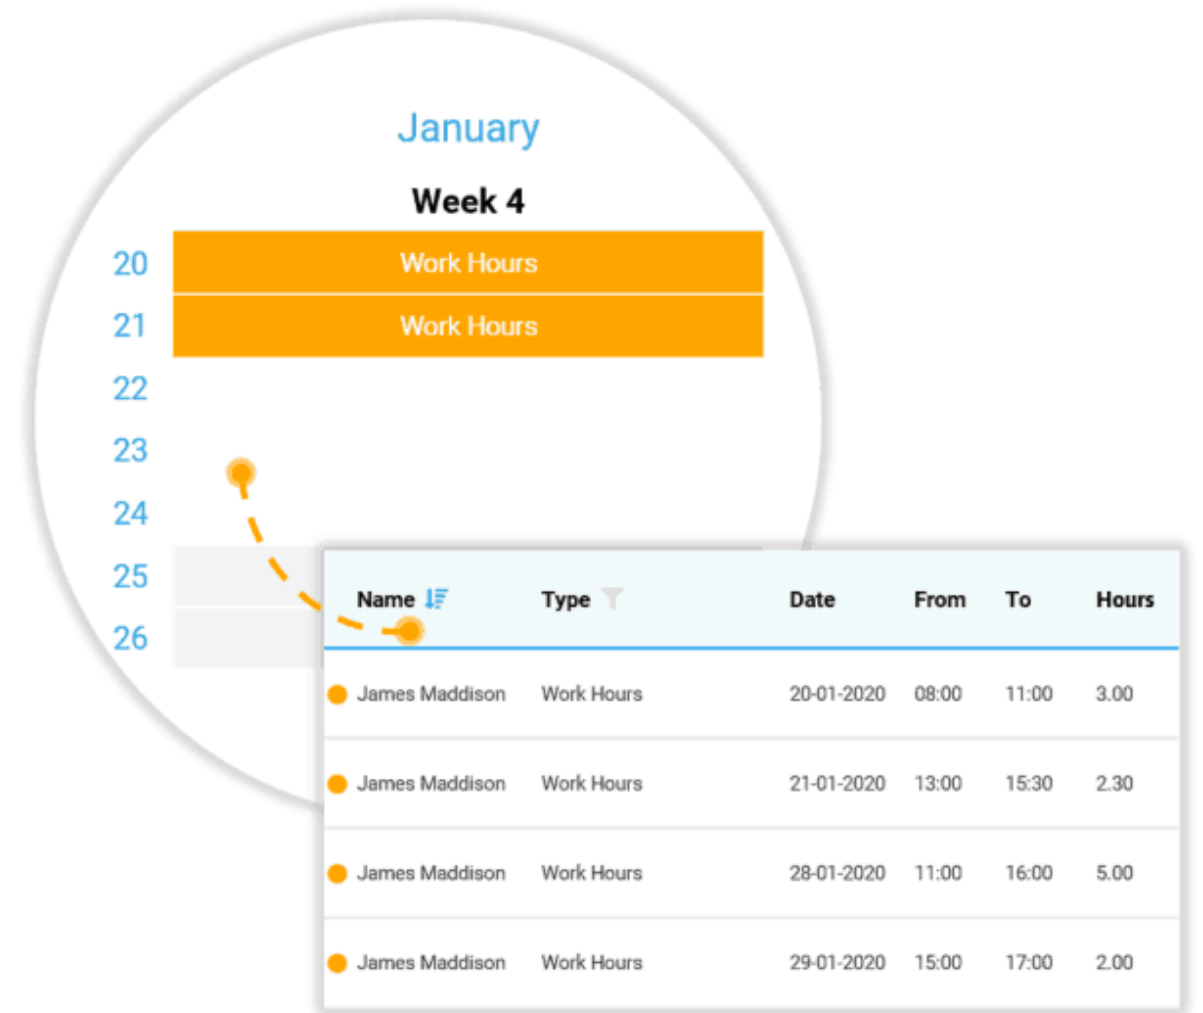 January
Week 4
20 Work Hours
21 Work Hours
22
23
24
25
26
Name Type Date From To Hours
James Maddison Work Hours 20-01-2020 08:00 11:00 3.00
James Maddison Work Hours 21-01-2020 13:00 15:30 2.30
James Maddison Work Hours 28-01-2020 11:00 16:00 5.00
James Maddison Work Hours 29-01-2020 15:00 17:00 2.00